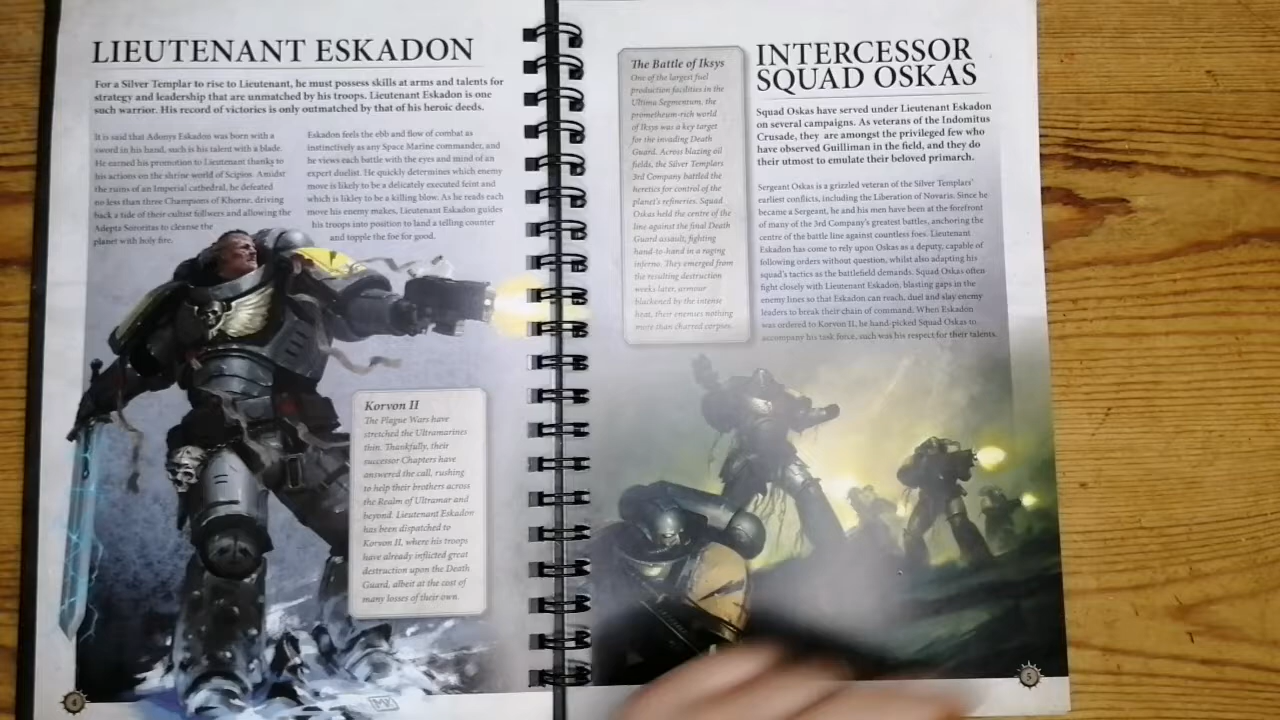 LIEUTENANT ESKADON
For a Silver Templar to rise to Lieutenant, he must possess skills at arms and talents for
strategy and leadership that are unmatched by his troops. Lieutenant Eskadon is one
such warrior. His record of victories is only outmatched by that of his heroic deeds.
It is said that Adonys Eskadon was born with a
sword in his hand, such is his talent with a blade.
He earned his promotion to Lieutenant thanks to
his actions on the shrine world of Scipios. Amidst
the ruins of an Imperial cathedral, he defeated
no less than three Champions of Khorne, driving
back a tide of their cultist follwers and allowing the
Adepta Sororitas to cleanse the
planet with holy fire.
Eskadon feels the ebb and flow of combat as
instinctively as any Space Marine commander, and
he views each battle with the eyes and mind of an
expert duelist. He quickly determines which enemy
move is likely to be a delicately executed feint and
which is likley to be a killing blow. As he reads each
move his enemy makes, Lieutenant Eskadon guides
his troops into position to land a telling counter
and topple the foe for good.
Korvon II
The Plague Wars have
stretched the Ultramarines
thin. Thankfully, their
successor Chapters have
answered the call, rushing
to help their brothers across
the Realm of Ultramar and
beyond. Lieutenant Eskadon
has been dispatched to
Korvon II, where his troops
have already inflicted great
destruction upon the Death
Guard, albeit at the cost of
many losses of their own.
4
The Battle of Iksys
One of the largest fuel
production facilities in the
Ultima Segmentum, the
promethium-rich world
of Iksys was a key target
for the invading Death
Guard. Across blazing oil
fields, the Silver Templars
3rd Company battled the
heretics for control of the
planet's refineries. Squad
Oskas held the centre of the
line against the final Death
Guard assault, fighting
hand-to-hand in a raging
inferno. They emerged from
the resulting destruction
weeks later, armour
blackened by the intense
heat, their enemies nothing
more than charred corpses.
INTERCESSOR
SQUAD OSKAS
Squad Oskas have served under Lieutenant Eskadon
on several campaigns. As veterans of the Indomitus
Crusade, they are amongst the privileged few who
have observed Guilliman in the field, and they do
their utmost to emulate their beloved primarch.
Sergeant Oskas is a grizzled veteran of the Silver Templars'
earliest conflicts, including the Liberation of Novaris. Since he
became a Sergeant, he and his men have been at the forefront
of many of the 3rd Company's greatest battles, anchoring the
centre of the battle line against countless foes. Lieutenant
Eskadon has come to rely upon Oskas as a deputy, capable of
following orders without question, whilst also adapting his
squad's tactics as the battlefield demands. Squad Oskas often
fight closely with Lieutenant Eskadon, blasting gaps in the
enemy lines so that Eskadon can reach, duel and slay enemy
leaders to break their chain of command. When Eskadon
was ordered to Korvon II, he hand-picked Squad Oskas to
accompany his task force, such was his respect for their talents.
5